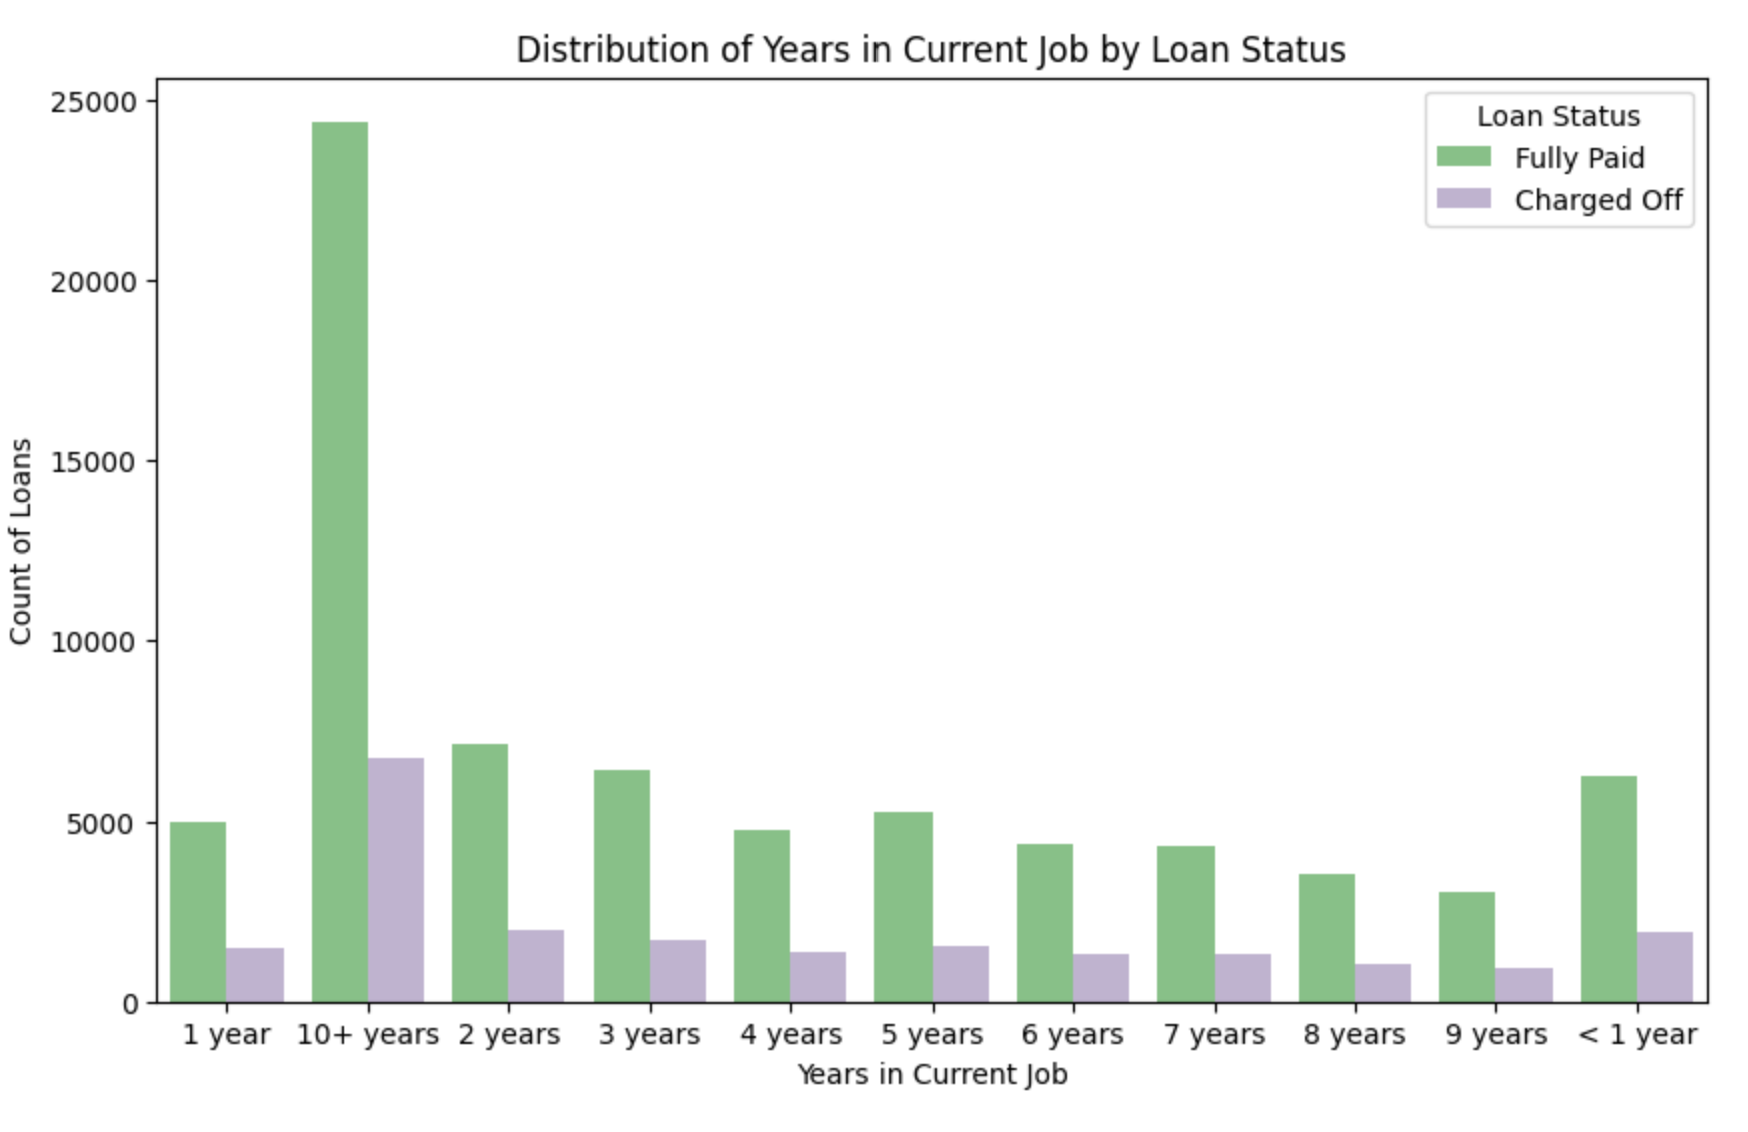 Distribution of Years in Current Job by Loan Status
Loan Status
Fully Paid
Charged Off
Count of Loans
25000
20000
15000
10000
5000
0
1 year 10+ years 2 years 3 years 4 years 5 years 6 years 7 years 8 years 9 years < 1 year
Years in Current Job